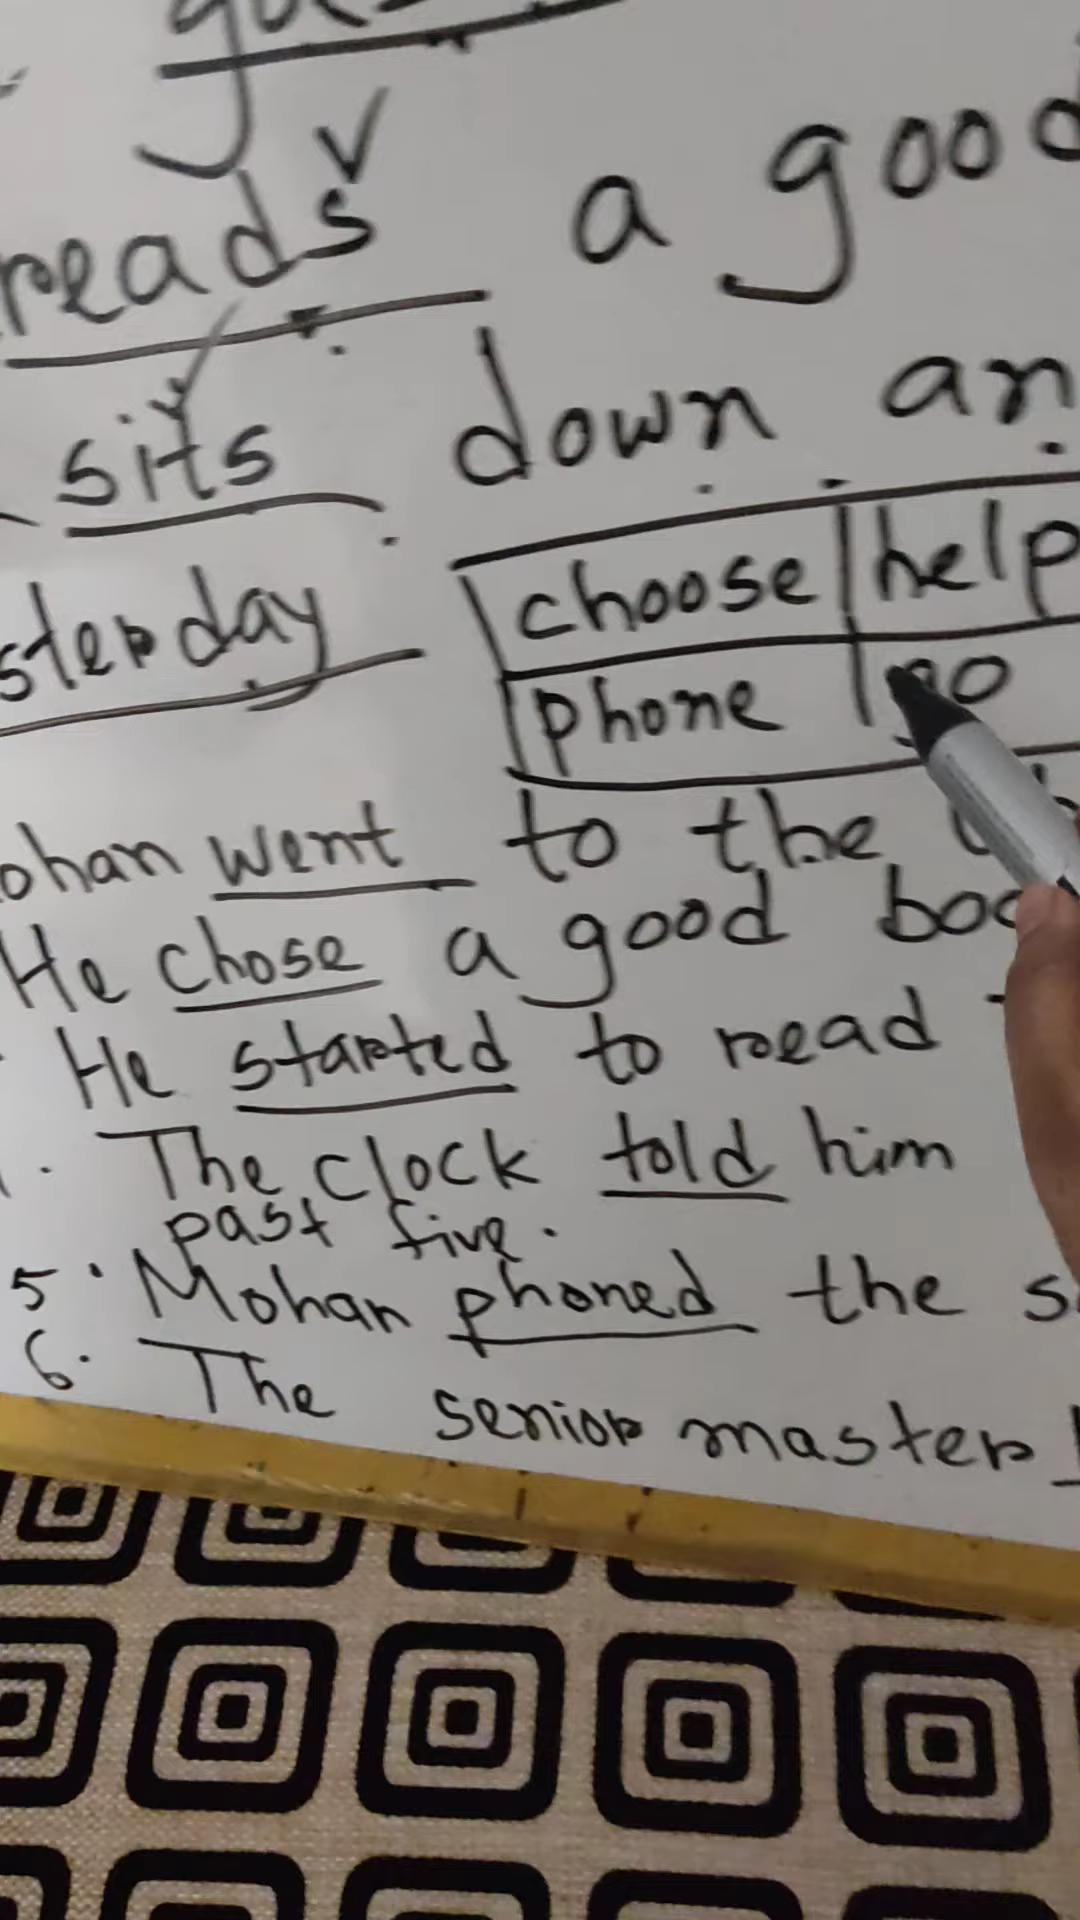 reads a good
sits down an
sterday
choose help
phone go
ohan went to the
He chose a good boo
He started to read
The clock told him
past five.
5. Mohan phoned the s
6. The senior master